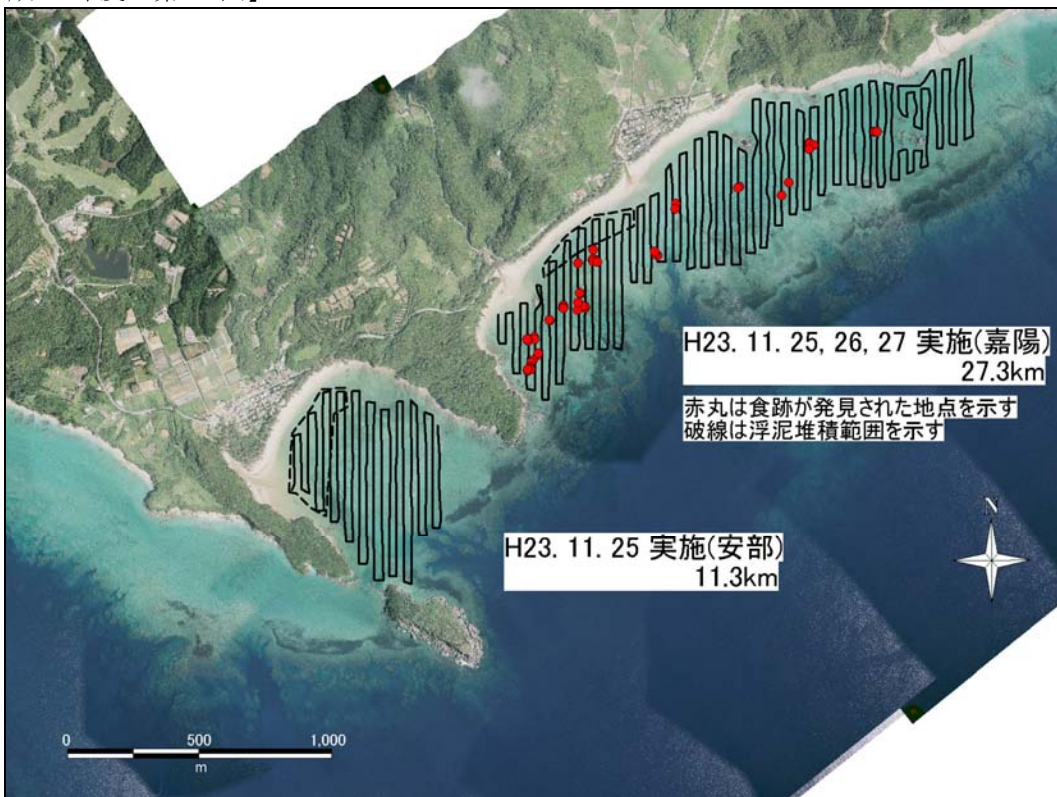 H23.11.25,26,27 実施(嘉陽)
27.3km
赤丸は食跡が発見された地点を示す
破線は浮泥堆積範囲を示す
N
H23.11.25 実施(安部)
11.3km
0 500 1,000
m